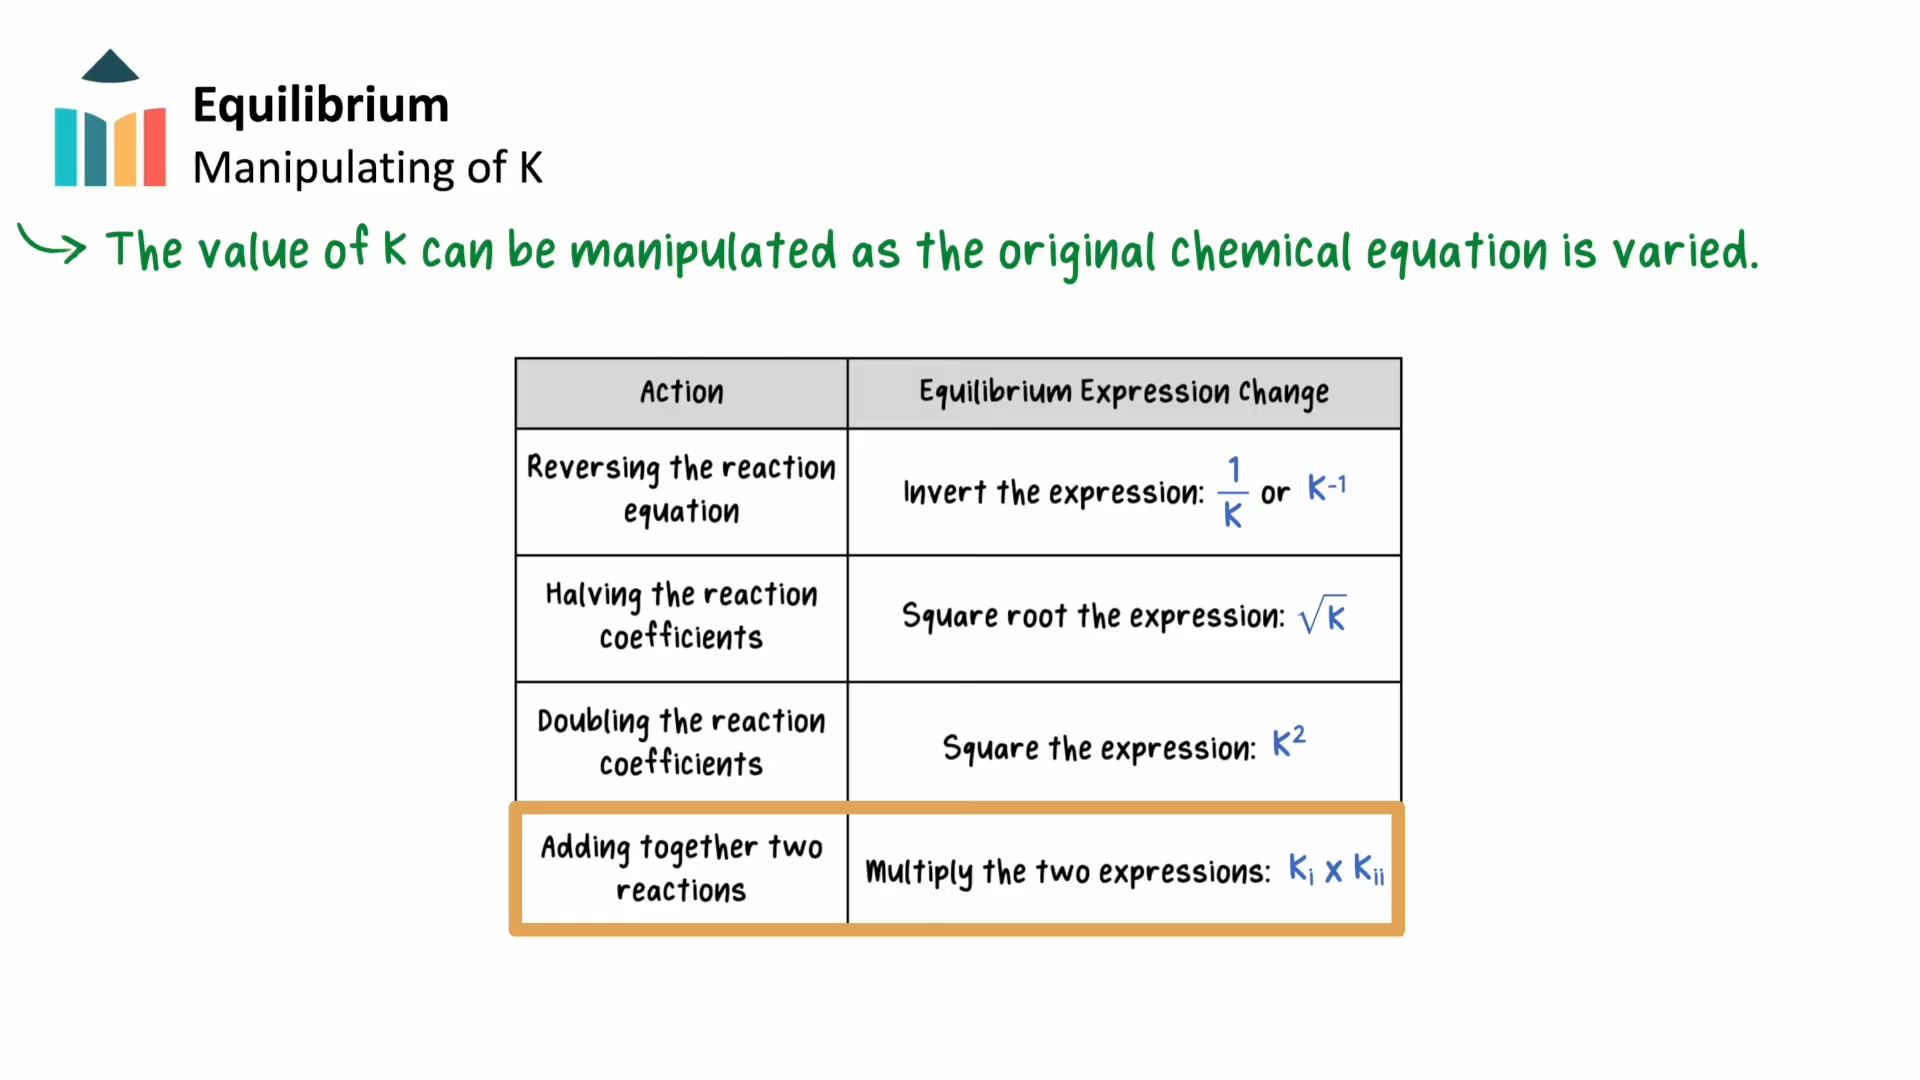 Equilibrium
Manipulating of K
The value of K can be manipulated as the original chemical equation is varied.
Action
Equilibrium Expression Change
Reversing the reaction
equation
Invert the expression: 1/K or K⁻¹
Halving the reaction
coefficients
Square root the expression: √K
Doubling the reaction
coefficients
Square the expression: K²
Adding together two
reactions
Multiply the two expressions: Kᵢ x Kᵢᵢ